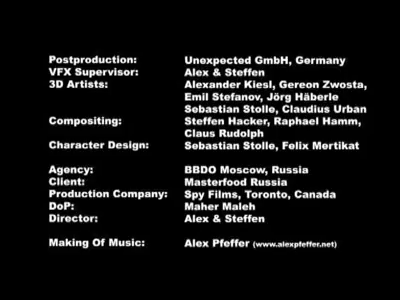 Postproduction: Unexpected GmbH, Germany
VFX Supervisor: Alex & Steffen
3D Artists: Alexander Kiesl, Gereon Zwosta,
Emil Stefanov, Jörg Häberle
Sebastian Stolle, Claudius Urban
Compositing: Steffen Hacker, Raphael Hamm,
Claus Rudolph
Character Design: Sebastian Stolle, Felix Mertikat
Agency: BBDO Moscow, Russia
Client: Masterfood Russia
Production Company: Spy Films, Toronto, Canada
DoP: Maher Maleh
Director: Alex & Steffen
Making Of Music: Alex Pfeffer (www.alexpfeffer.net)